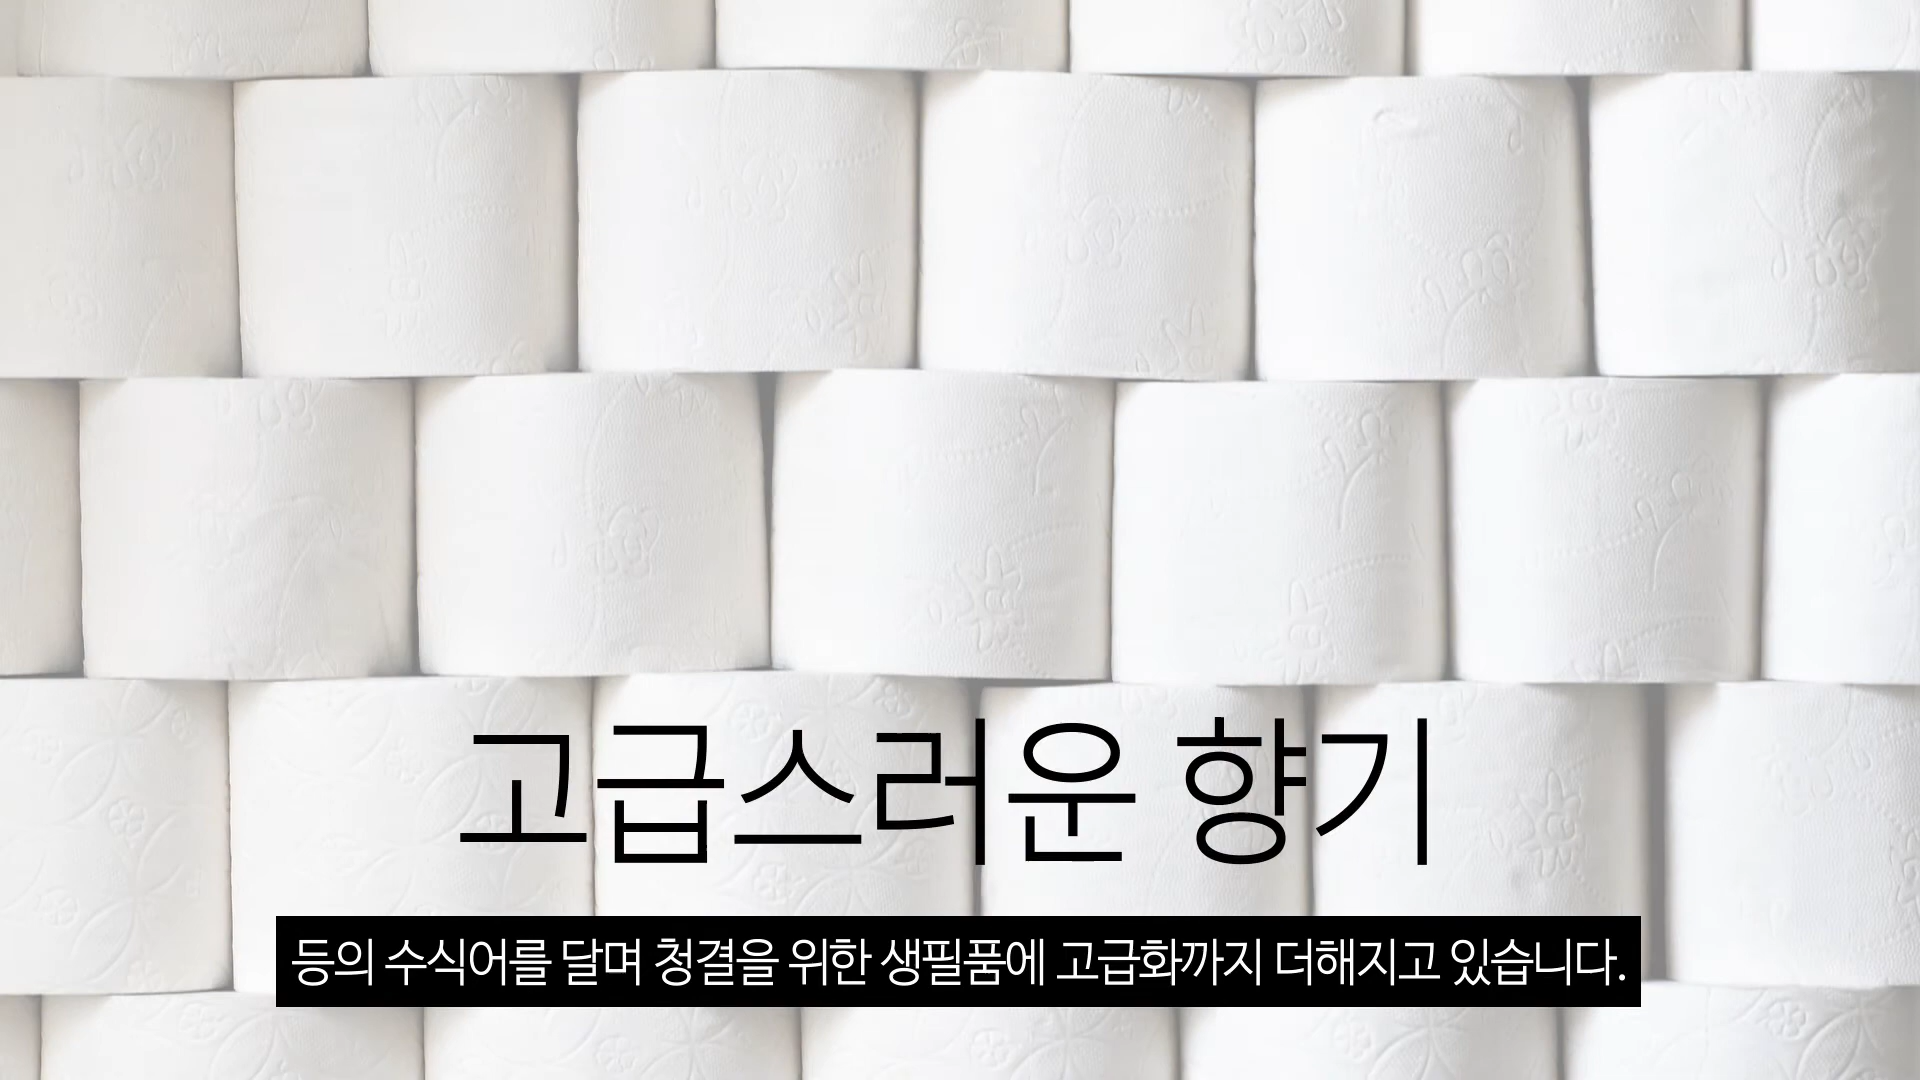 고급스러운 향기
등의 수식어를 달며 청결을 위한 생필품에 고급화까지 더해지고 있습니다.